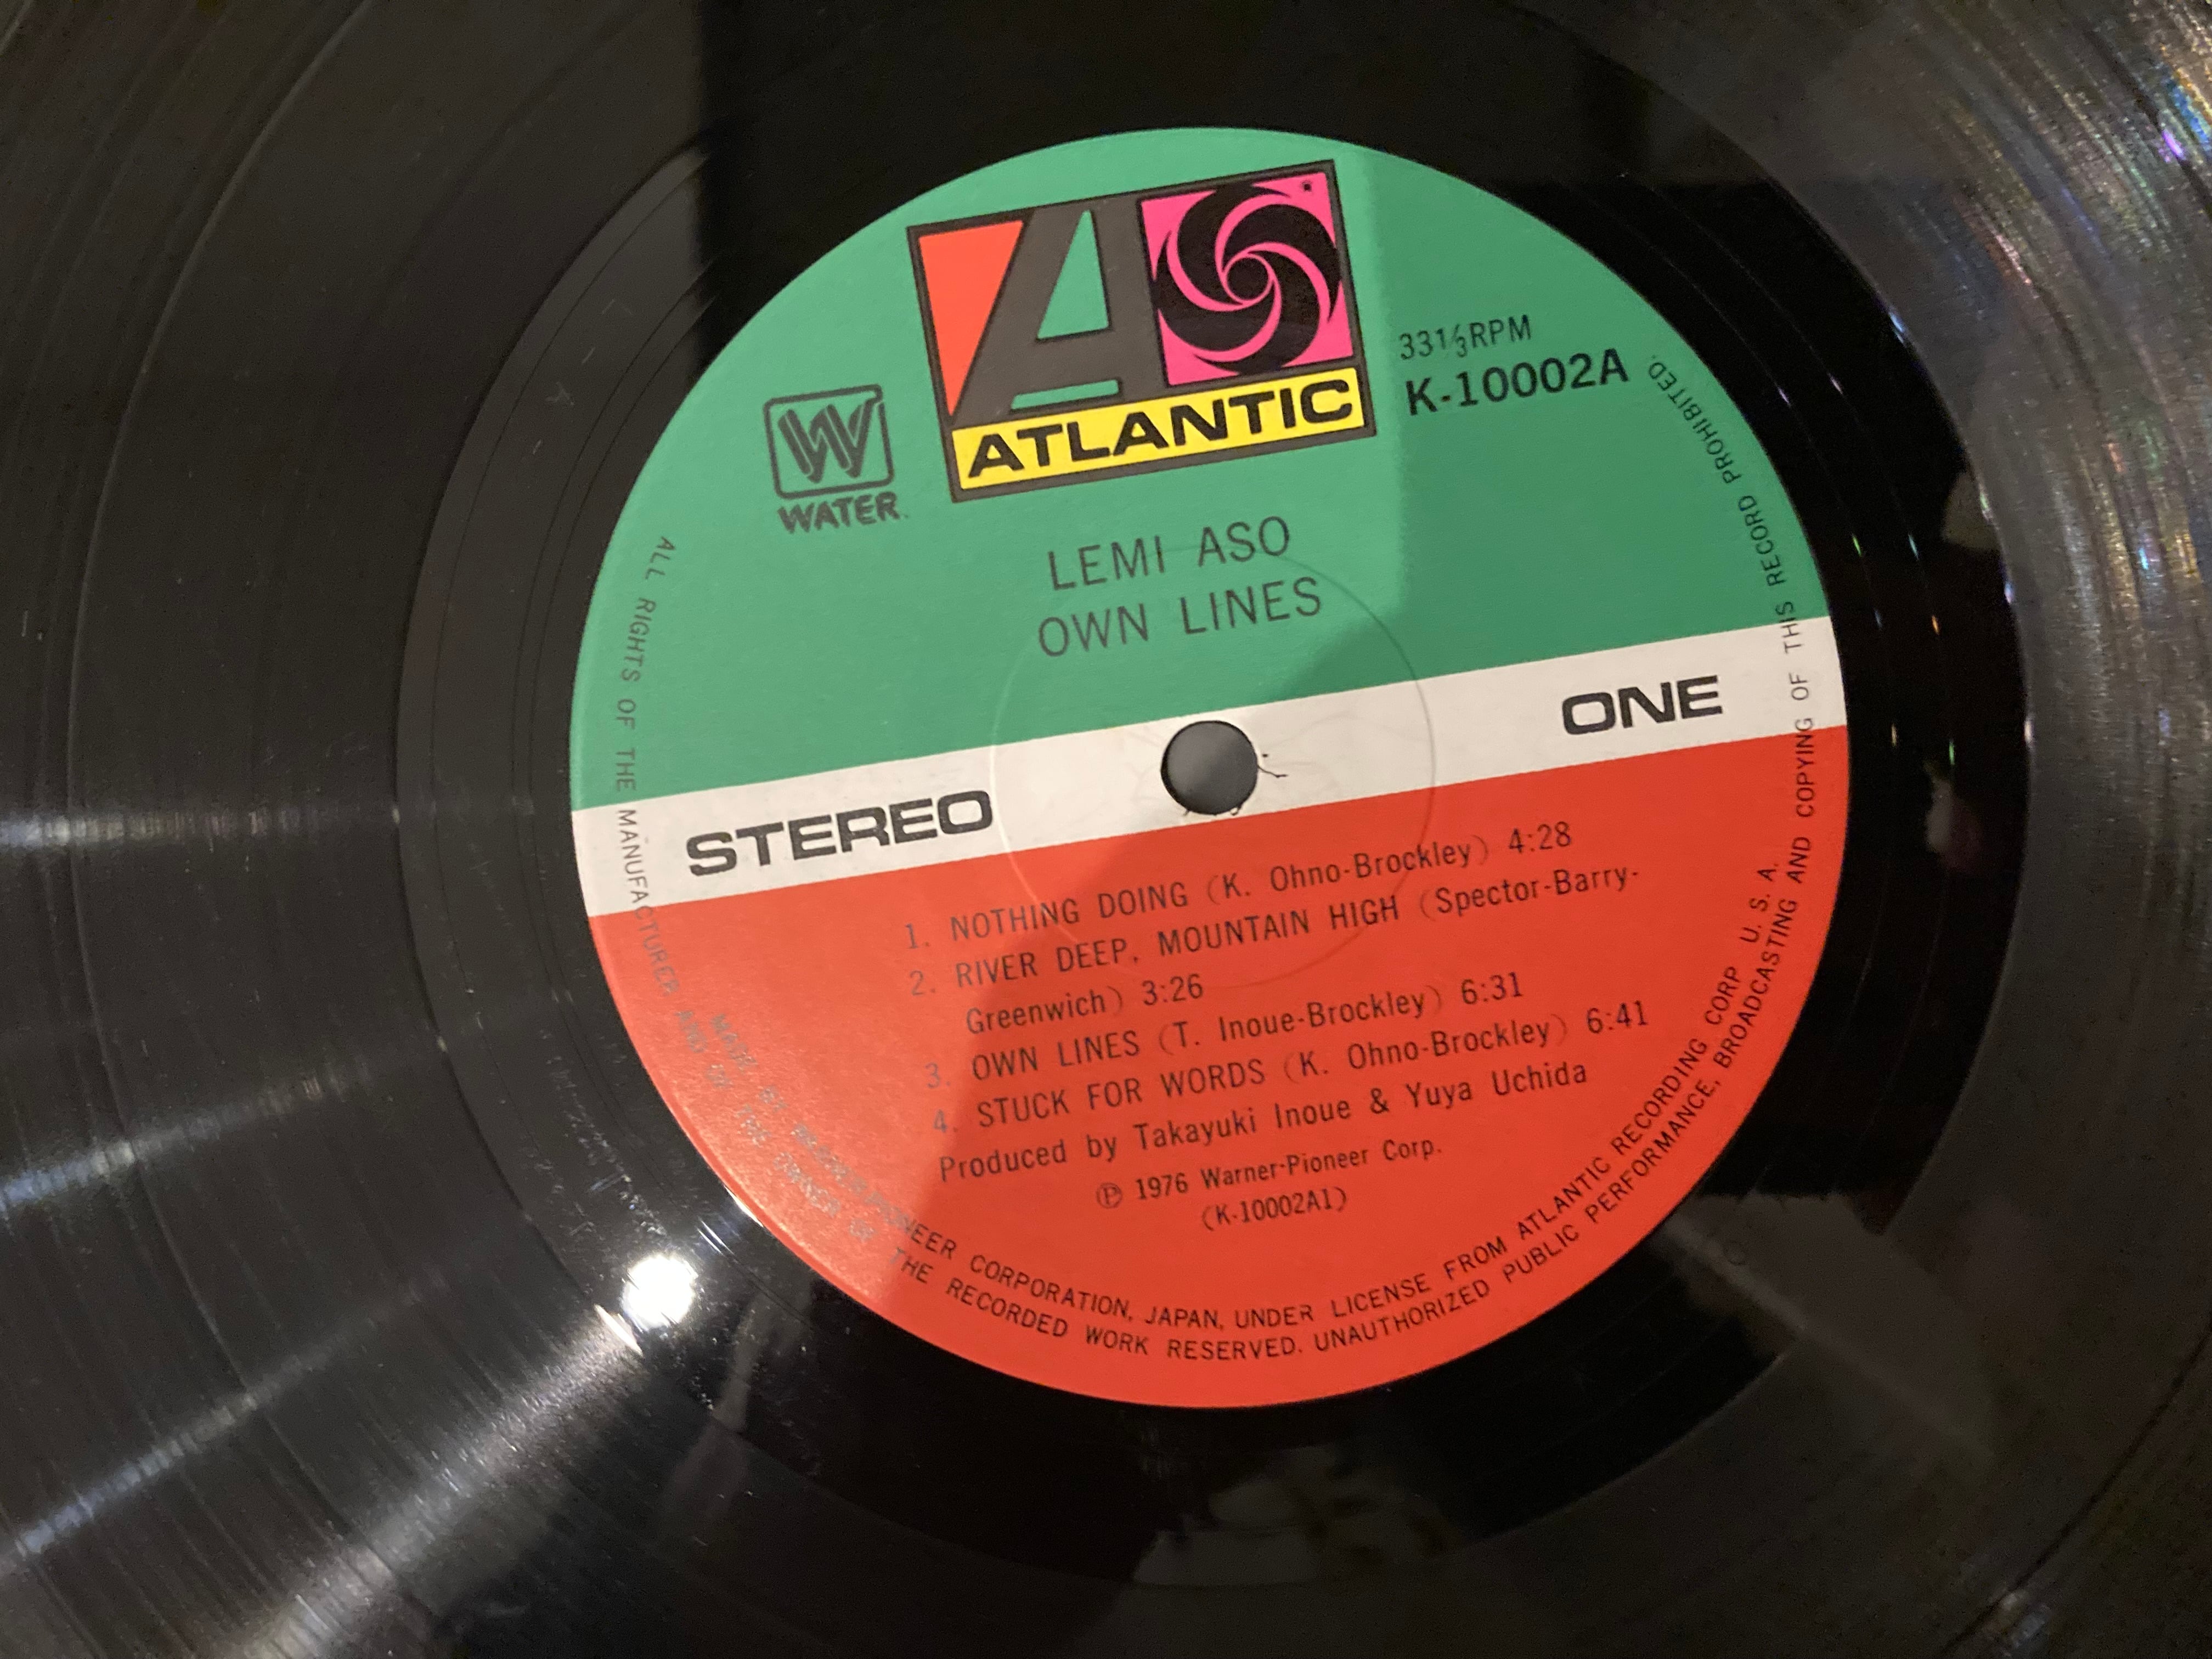 ATLANTIC
33⅓RPM
K-10002A
W
WATER
LEMI ASO
OWN LINES
STEREO
ONE
1. NOTHING DOING (K. Ohno-Brockley) 4:28
2. RIVER DEEP, MOUNTAIN HIGH (Spector-Barry-
Greenwich) 3:26
3. OWN LINES (T. Inoue-Brockley) 6:31
4. STUCK FOR WORDS (K. Ohno-Brockley) 6:41
Produced by Takayuki Inoue & Yuya Uchida
Ⓟ 1976 Warner-Pioneer Corp.
(K-10002A1)
MADE BY WARNER-PIONEER CORPORATION, JAPAN, UNDER LICENSE FROM ATLANTIC RECORDING CORP. U. S. A.
ALL RIGHTS OF THE MANUFACTURER AND OF THE OWNER OF THE RECORDED WORK RESERVED. UNAUTHORIZED PUBLIC PERFORMANCE, BROADCASTING AND COPYING OF THIS RECORD PROHIBITED.